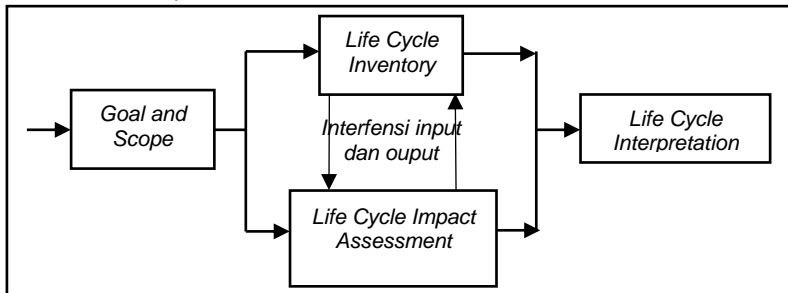 Life Cycle
Inventory
Goal and
Scope
Interfensi input
dan ouput
Life Cycle
Interpretation
Life Cycle Impact
Assessment